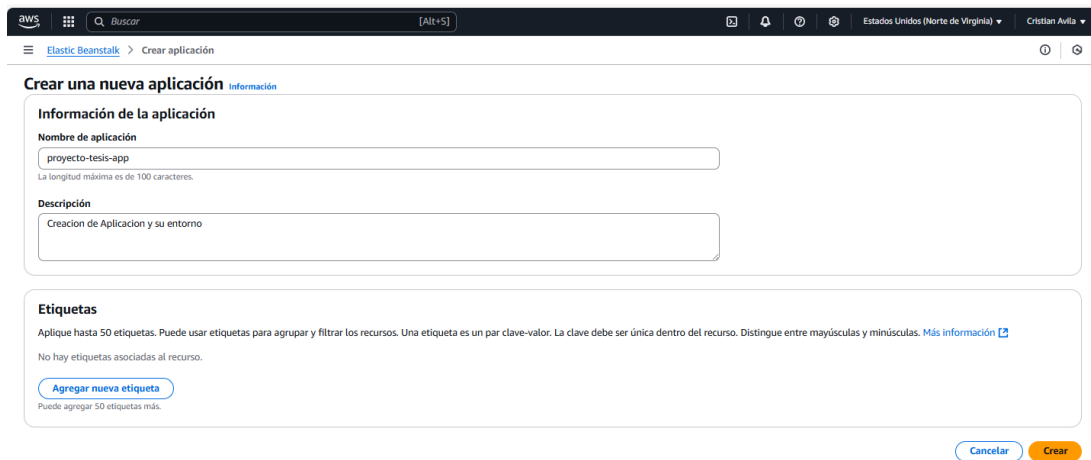 aws
Buscar
[Alt+S]
Estados Unidos (Norte de Virginia)
Cristian Avila
Elastic Beanstalk > Crear aplicación
Crear una nueva aplicación Información
Información de la aplicación
Nombre de aplicación
proyecto-tesis-app
La longitud máxima es de 100 caracteres.
Descripción
Creacion de Aplicacion y su entorno
Etiquetas
Aplique hasta 50 etiquetas. Puede usar etiquetas para agrupar y filtrar los recursos. Una etiqueta es un par clave-valor. La clave debe ser única dentro del recurso. Distingue entre mayúsculas y minúsculas. Más información
No hay etiquetas asociadas al recurso.
Agregar nueva etiqueta
Puede agregar 50 etiquetas más.
Cancelar
Crear